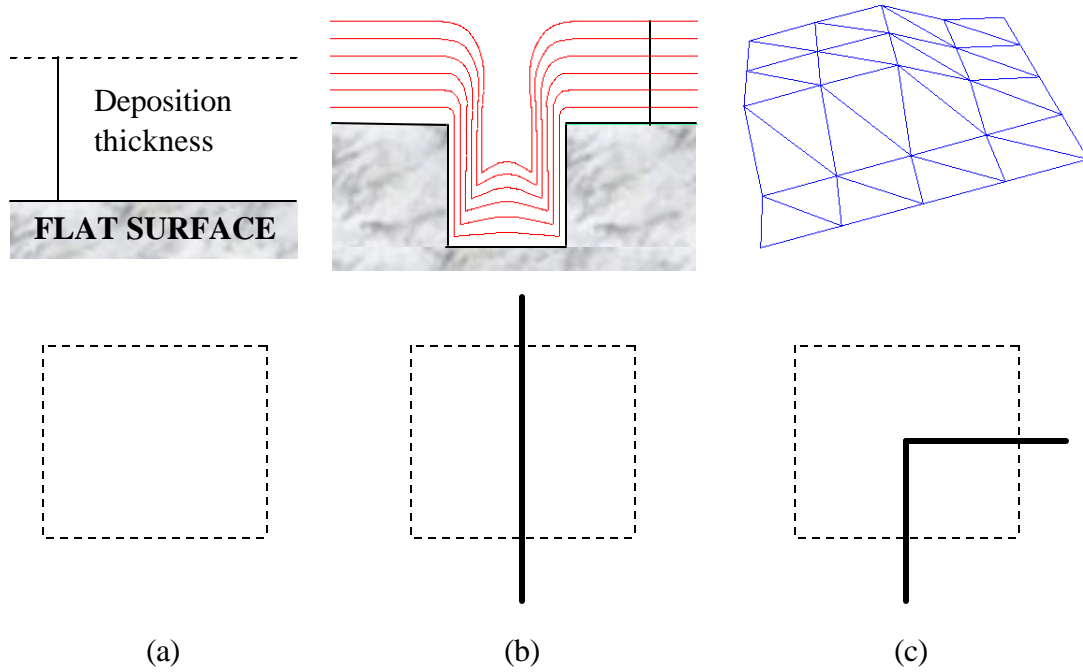 Deposition
thickness
FLAT SURFACE
(a)
(b)
(c)